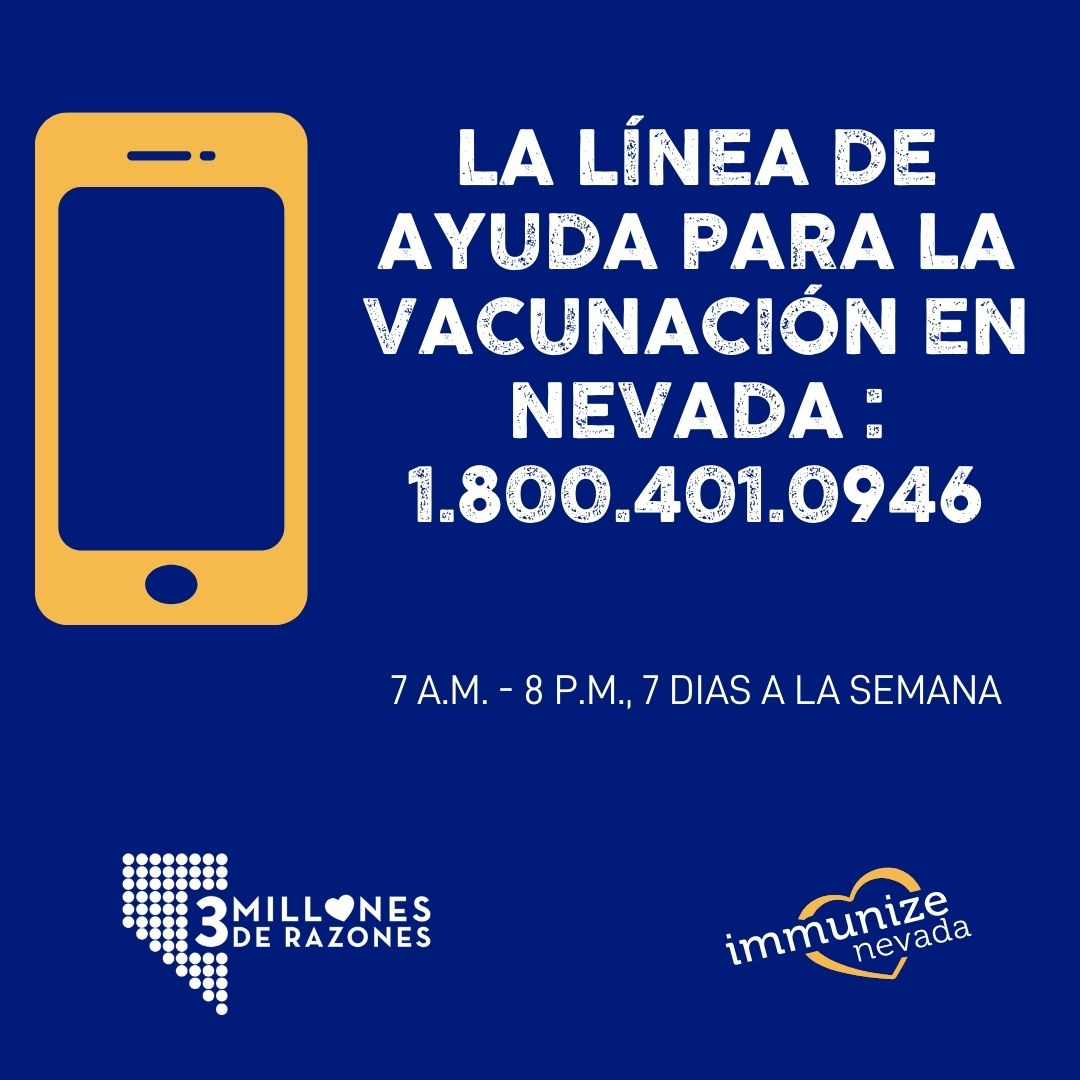 LA LÍNEA DE
AYUDA PARA LA
VACUNACIÓN EN
NEVADA :
1.800.401.0946
7 A.M. - 8 P.M., 7 DIAS A LA SEMANA
3 MILLONES
DE RAZONES
immunize
nevada